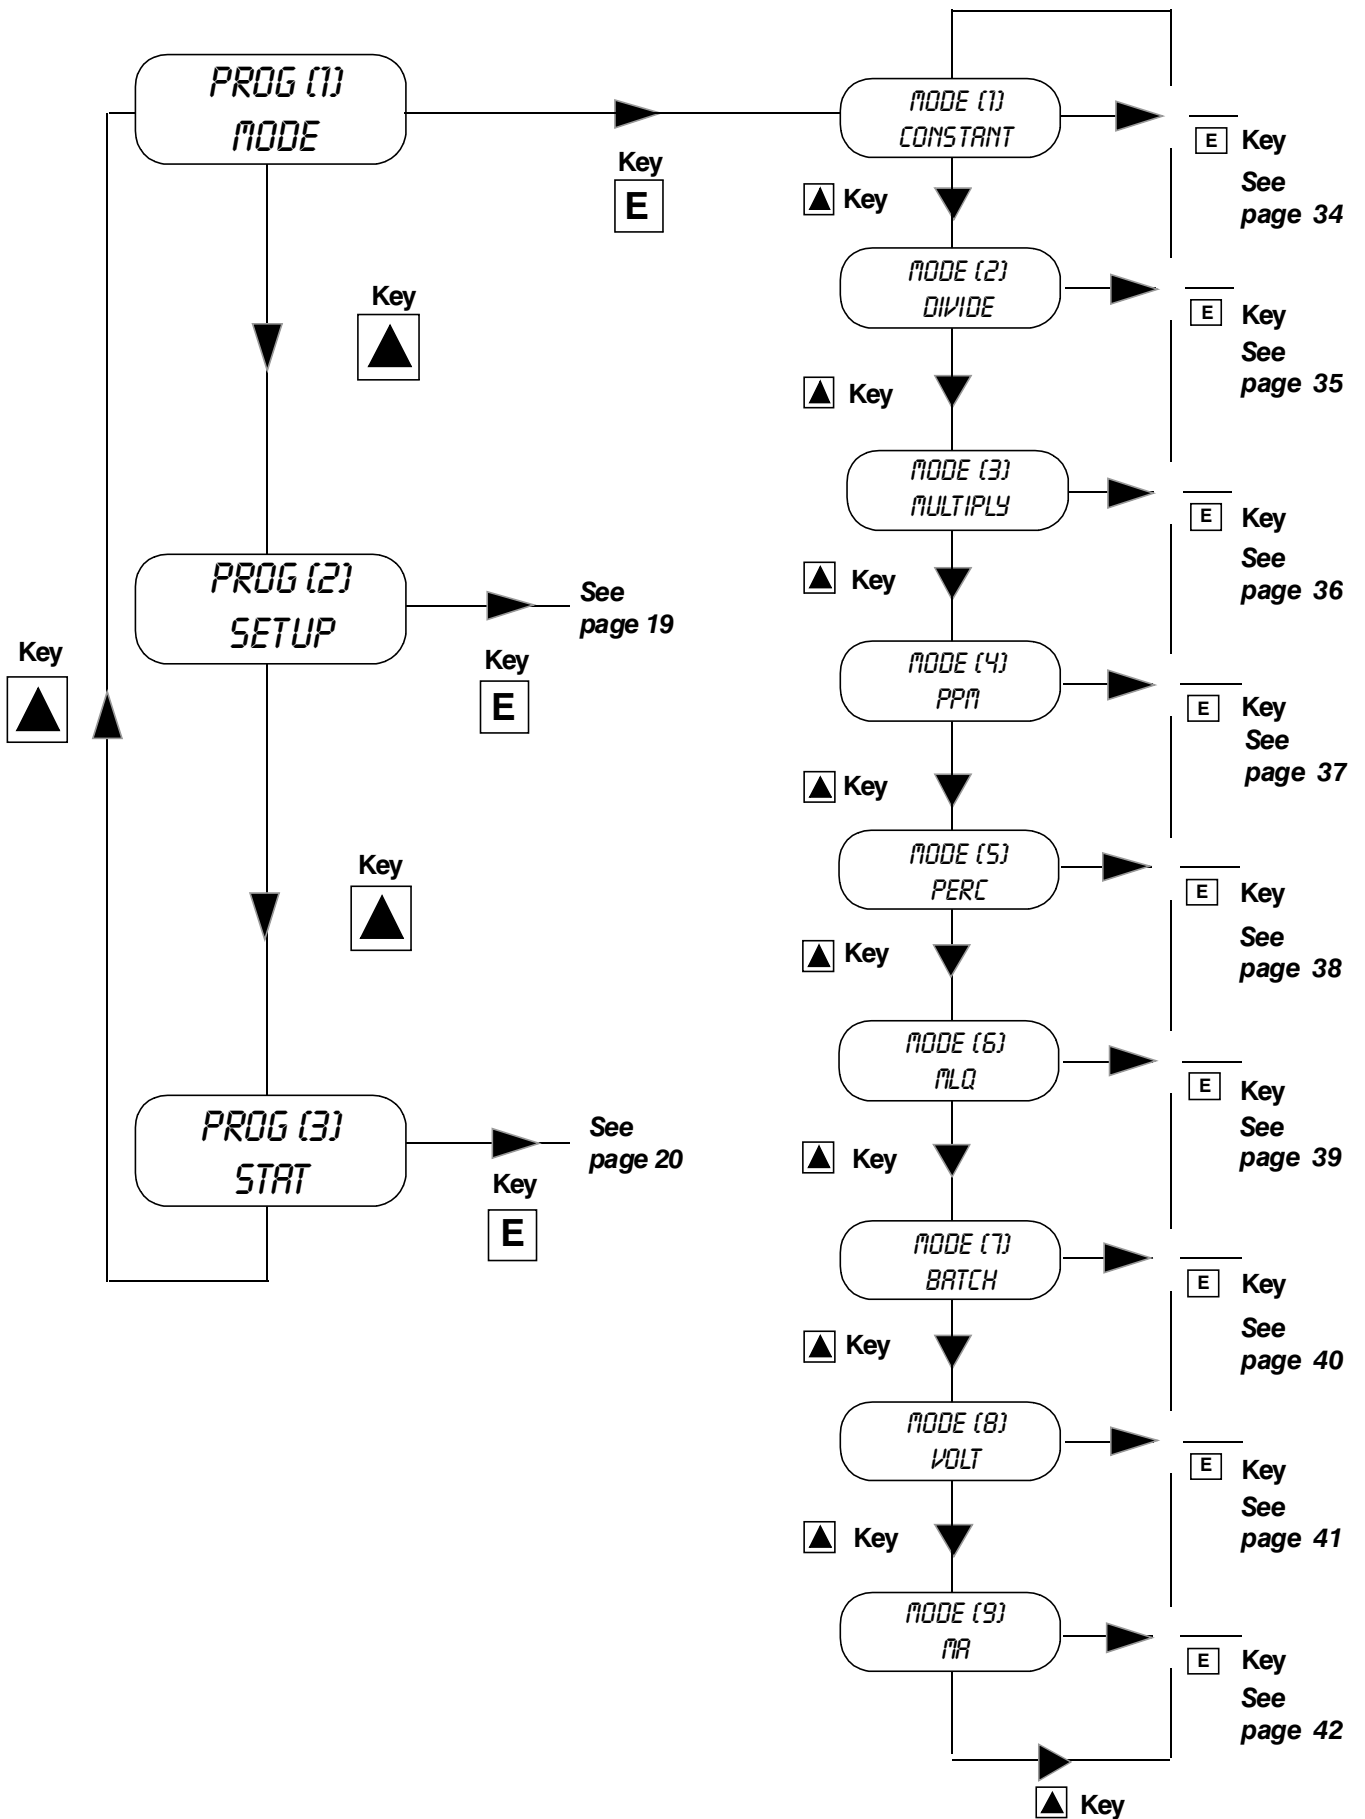 PROG (1)
MODE
Key
E
Key
PROG (2)
SETUP
See
page 19
Key
E
Key
Key
PROG (3)
STAT
See
page 20
Key
E
MODE (1)
CONSTANT
E Key
See
page 34
Key
MODE (2)
DIVIDE
E Key
See
page 35
Key
MODE (3)
MULTIPLY
E Key
See
page 36
Key
MODE (4)
PPM
E Key
See
page 37
Key
MODE (5)
PERC
E Key
See
page 38
Key
MODE (6)
MLQ
E Key
See
page 39
Key
MODE (7)
BATCH
E Key
See
page 40
Key
MODE (8)
VOLT
E Key
See
page 41
Key
MODE (9)
MA
E Key
See
page 42
Key